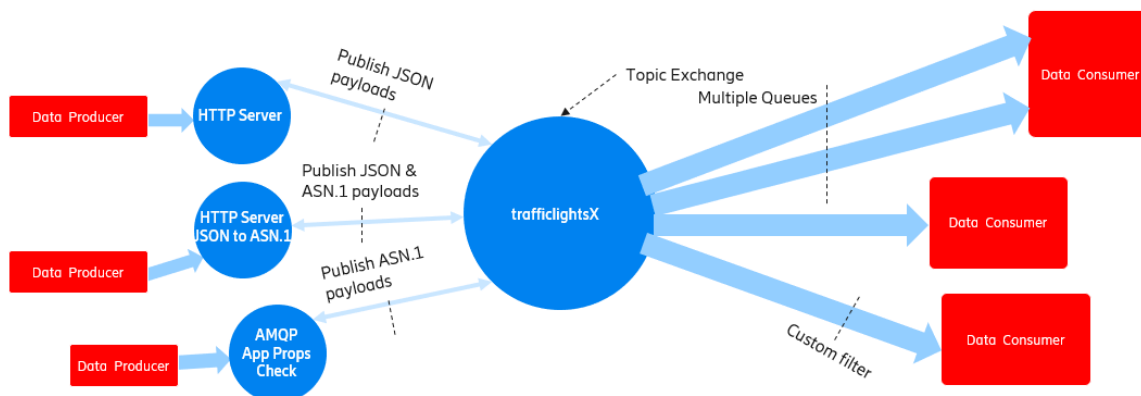 Publish JSON
payloads
Topic Exchange
Multiple Queues
Data Consumer
Data Producer
HTTP Server
Publish JSON &
ASN.1 payloads
trafficlightsX
HTTP Server
JSON to ASN.1
Data Consumer
Data Producer
Publish ASN.1
payloads
AMQP
App Props
Check
Data Producer
Custom filter
Data Consumer